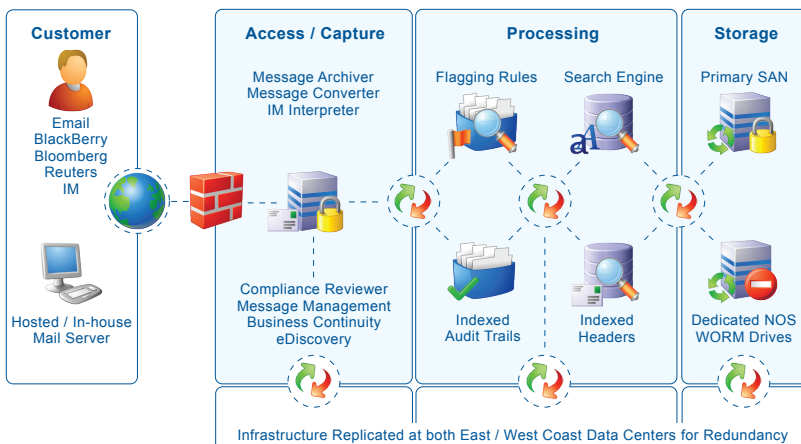 Customer
Email
BlackBerry
Bloomberg
Reuters
IM
Hosted / In-house
Mail Server
Access / Capture
Message Archiver
Message Converter
IM Interpreter
Compliance Reviewer
Message Management
Business Continuity
eDiscovery
Processing
Flagging Rules
Search Engine
aA
Indexed
Audit Trails
Indexed
Headers
Storage
Primary SAN
Dedicated NOS
WORM Drives
Infrastructure Replicated at both East / West Coast Data Centers for Redundancy